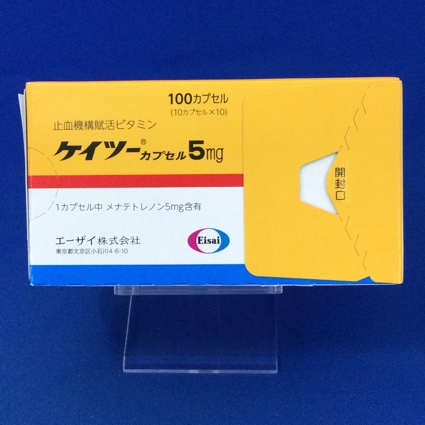 100カプセル
(10カプセル×10)
止血機構賦活ビタミン
ケイツー®カプセル5mg
1カプセル中 メナテトレノン5mg含有
エーザイ株式会社
東京都文京区小石川4-6-10
Eisai
開封口